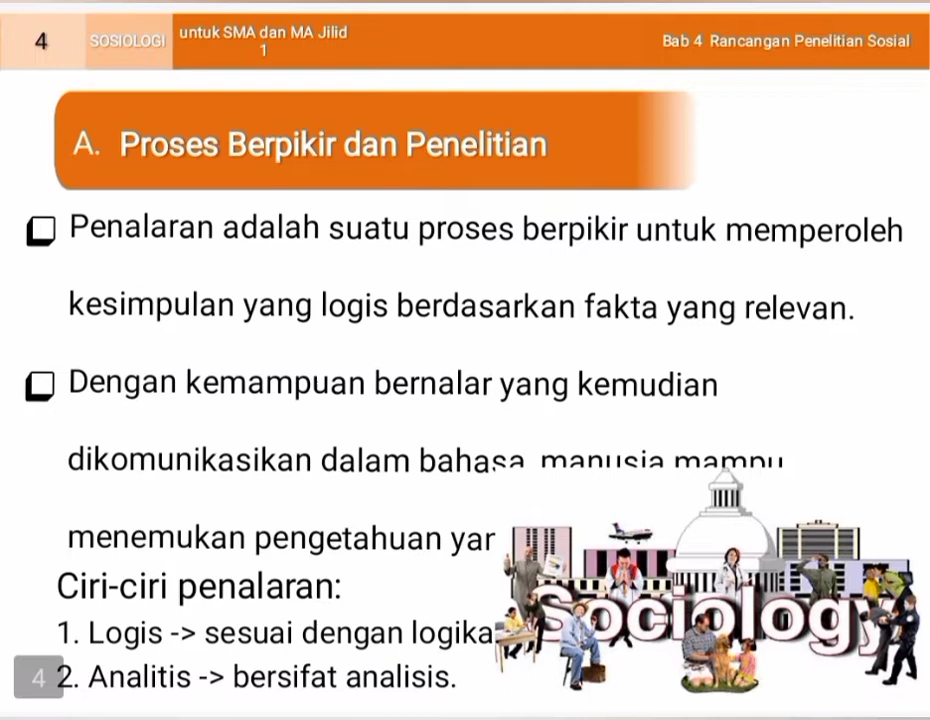 4
SOSIOLOGI
untuk SMA dan MA Jilid
1
Bab 4 Rancangan Penelitian Sosial
A. Proses Berpikir dan Penelitian
Penalaran adalah suatu proses berpikir untuk memperoleh
kesimpulan yang logis berdasarkan fakta yang relevan.
Dengan kemampuan bernalar yang kemudian
dikomunikasikan dalam bahasa manusia mampu
menemukan pengetahuan
Ciri-ciri penalaran:
1. Logis -> sesuai dengan logika
Sociology
4
2. Analitis -> bersifat analisis.